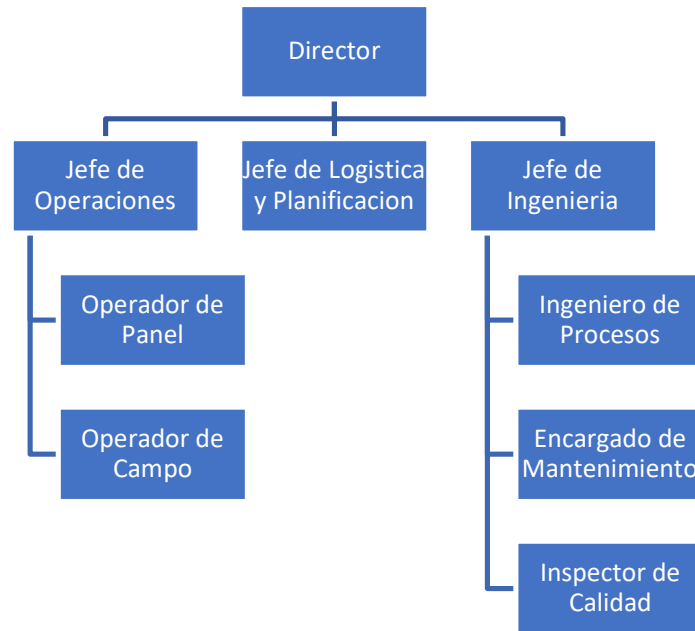 Director
Jefe de
Operaciones
Jefe de Logistica
y Planificacion
Jefe de
Ingenieria
Operador de
Panel
Operador de
Campo
Ingeniero de
Procesos
Encargado de
Mantenimiento
Inspector de
Calidad